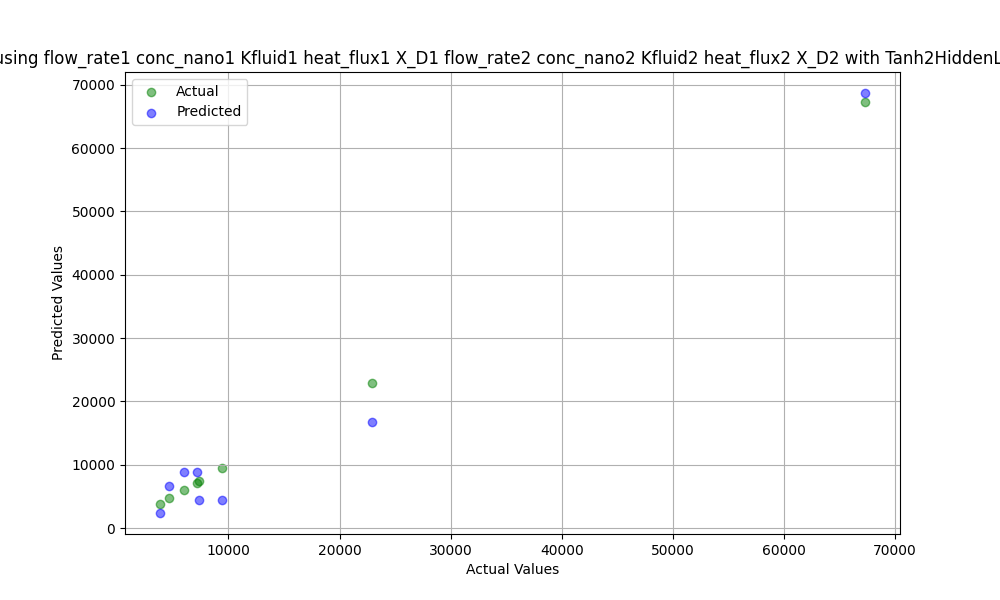 using flow_rate1 conc_nano1 Kfluid1 heat_flux1 X_D1 flow_rate2 conc_nano2 Kfluid2 heat_flux2 X_D2 with Tanh2HiddenL
Actual
Predicted
70000
60000
50000
40000
30000
20000
10000
0
Predicted Values
10000 20000 30000 40000 50000 60000 70000
Actual Values